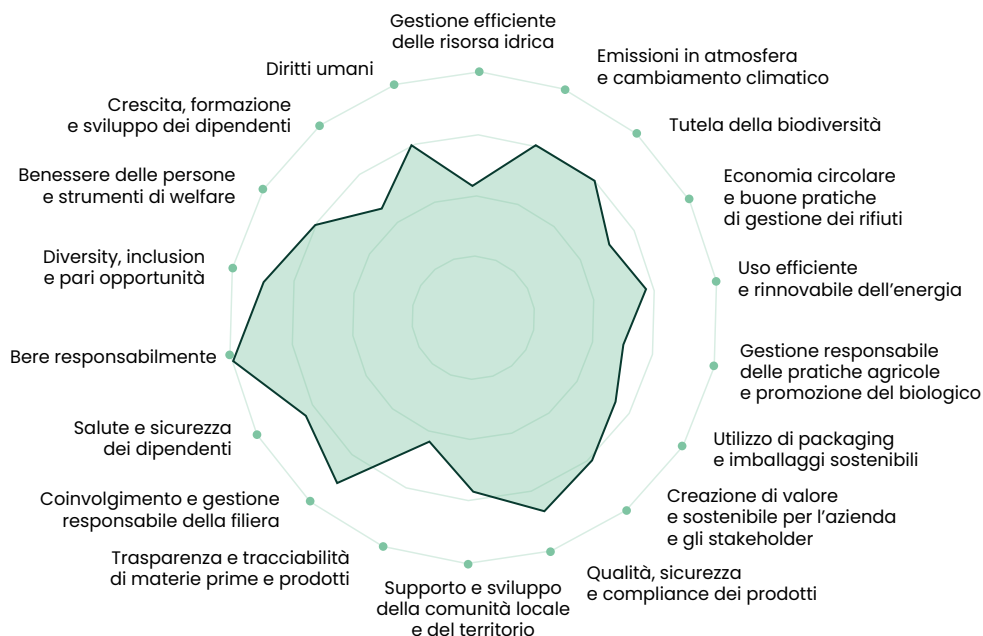 Gestione efficiente
delle risorsa idrica
Emissioni in atmosfera
e cambiamento climatico
Tutela della biodiversità
Economia circolare
e buone pratiche
di gestione dei rifiuti
Uso efficiente
e rinnovabile dell’energia
Gestione responsabile
delle pratiche agricole
e promozione del biologico
Utilizzo di packaging
e imballaggi sostenibili
Creazione di valore
e sostenibile per l’azienda
e gli stakeholder
Qualità, sicurezza
e compliance dei prodotti
Supporto e sviluppo
della comunità locale
e del territorio
Trasparenza e tracciabilità
di materie prime e prodotti
Coinvolgimento e gestione
responsabile della filiera
Salute e sicurezza
dei dipendenti
Bere responsabilmente
Diversity, inclusion
e pari opportunità
Benessere delle persone
e strumenti di welfare
Crescita, formazione
e sviluppo dei dipendenti
Diritti umani